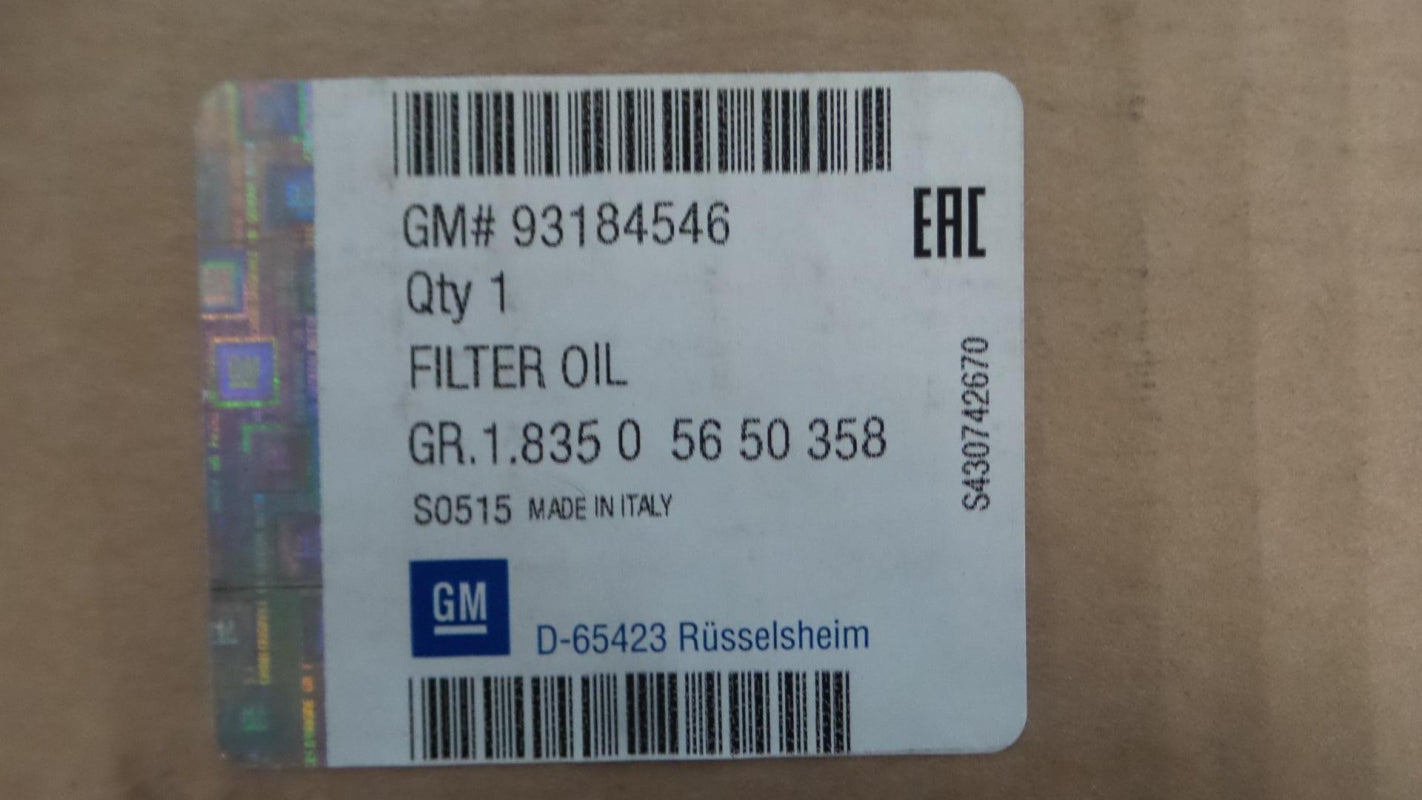 GM# 93184546
EAC
Qty 1
FILTER OIL
GR.1.835 0  56 50 358
S0515 MADE IN ITALY
S430742670
GM
D-65423 Rüsselsheim